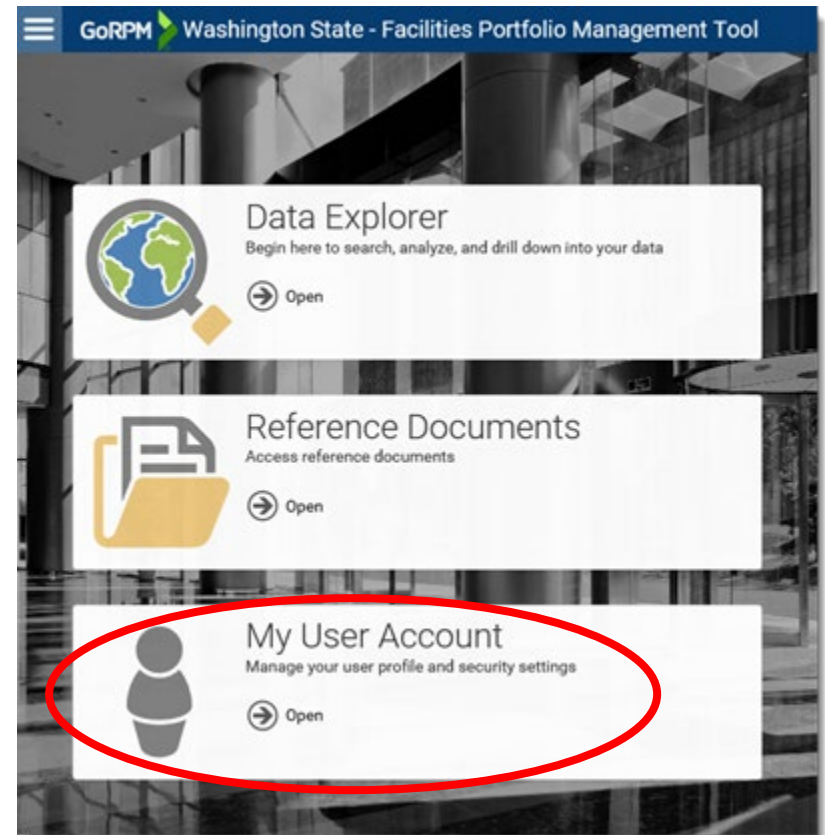 GoRPM Washington State - Facilities Portfolio Management Tool
Data Explorer
Begin here to search, analyze, and drill down into your data
Open
Reference Documents
Access reference documents
Open
My User Account
Manage your user profile and security settings
Open